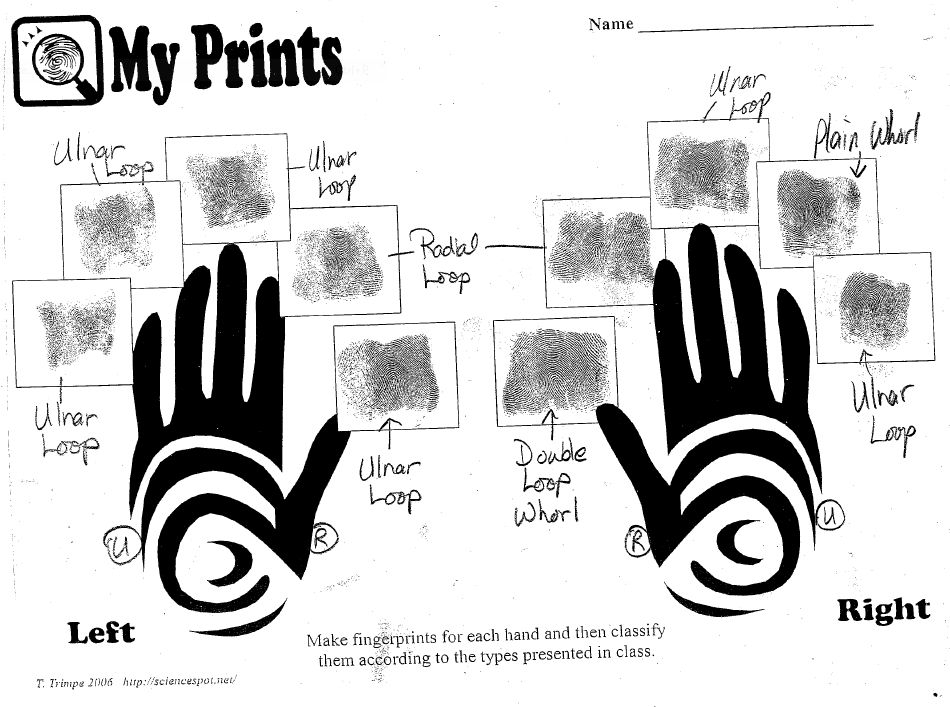 Name
My Prints
Ulnar
Loop
Ulnar
Loop
Radial
Loop
Ulnar
Loop
Ulnar
Loop
Ulnar
Loop
Plain Whorl
Double
Loop
Whorl
Ulnar
Loop
U
R
R
U
Left
Right
Make fingerprints for each hand and then classify
them according to the types presented in class.
T. Trimpe 2006 http://sciencespot.net/